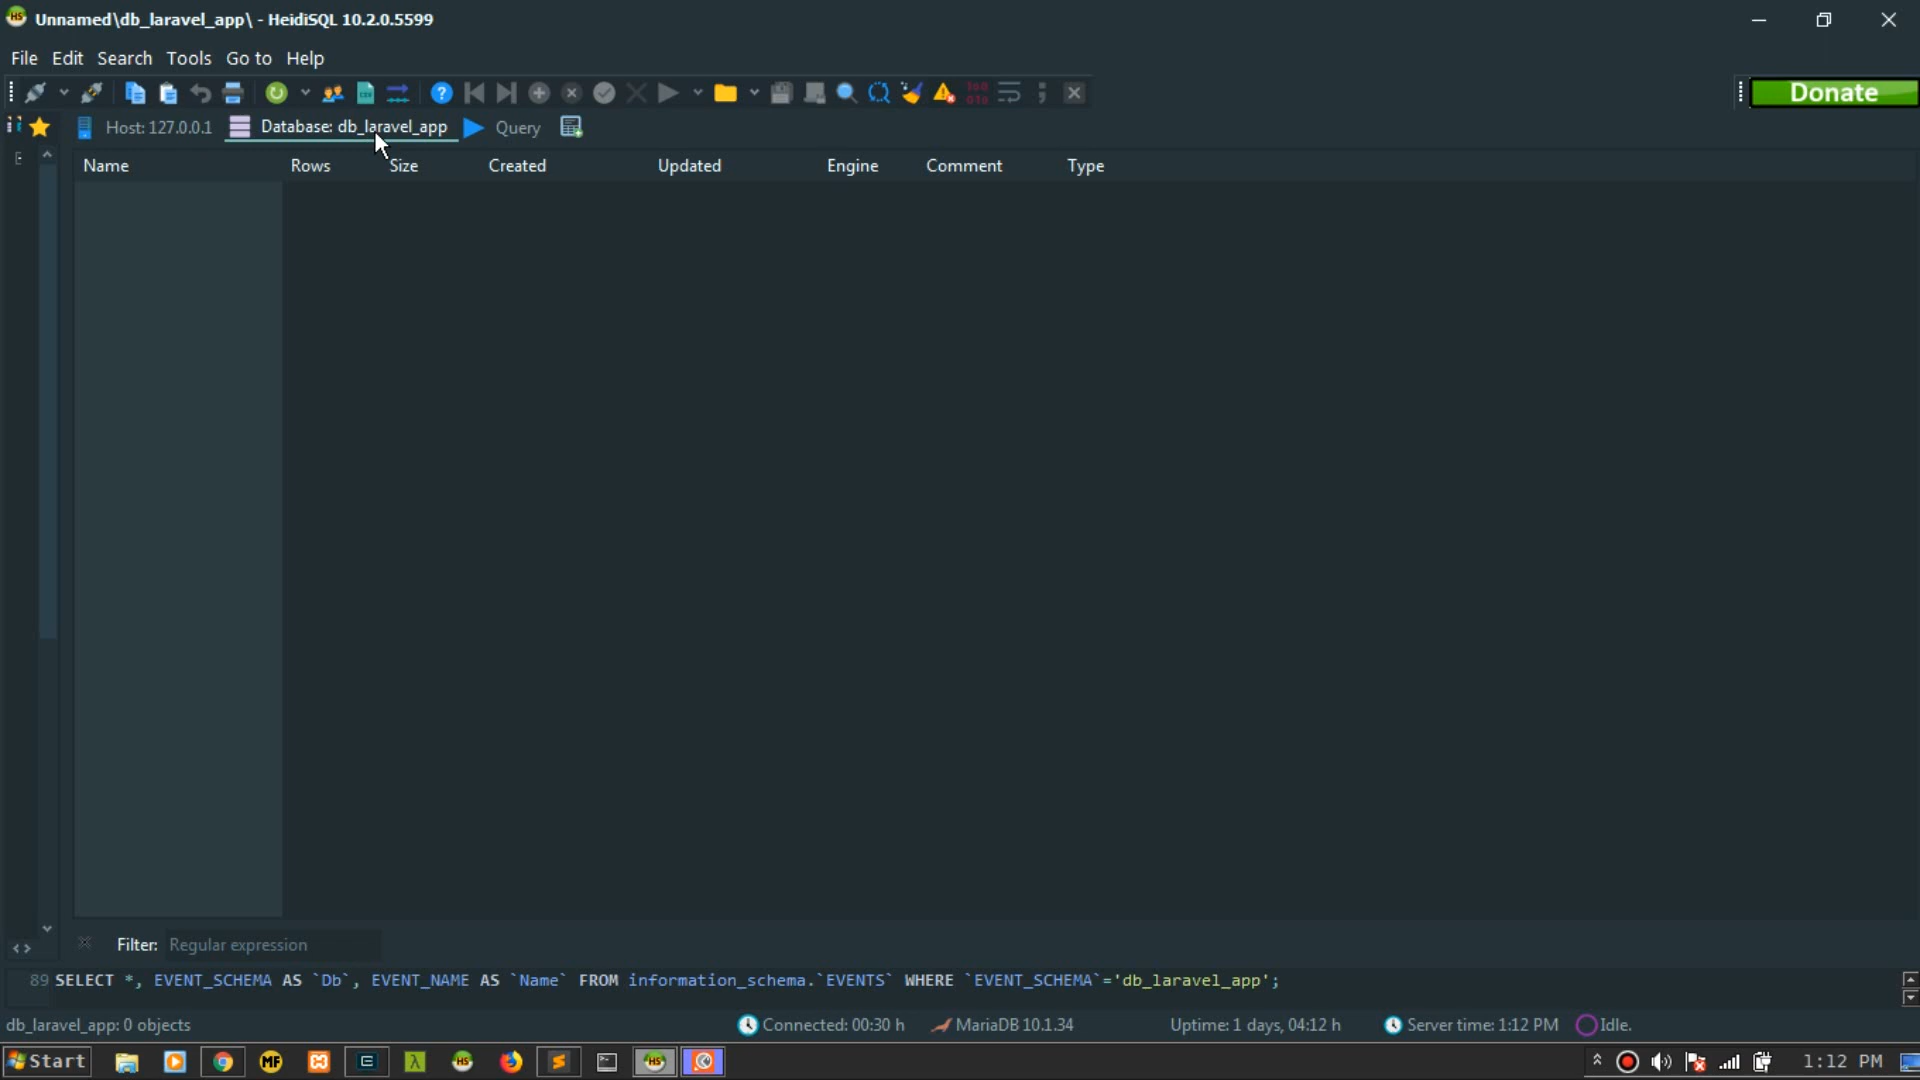 Unnamed\db_laravel_app\ - HeidiSQL 10.2.0.5599
File Edit Search Tools Go to Help
Donate
Host: 127.0.0.1 Database: db_laravel_app Query
Name Rows Size Created Updated Engine Comment Type
Filter: Regular expression
89 SELECT *, EVENT_SCHEMA AS `Db`, EVENT_NAME AS `Name` FROM information_schema.`EVENTS` WHERE `EVENT_SCHEMA`='db_laravel_app';
db_laravel_app: 0 objects Connected: 00:30 h MariaDB 10.1.34 Uptime: 1 days, 04:12 h Server time: 1:12 PM Idle.
Start 1:12 PM